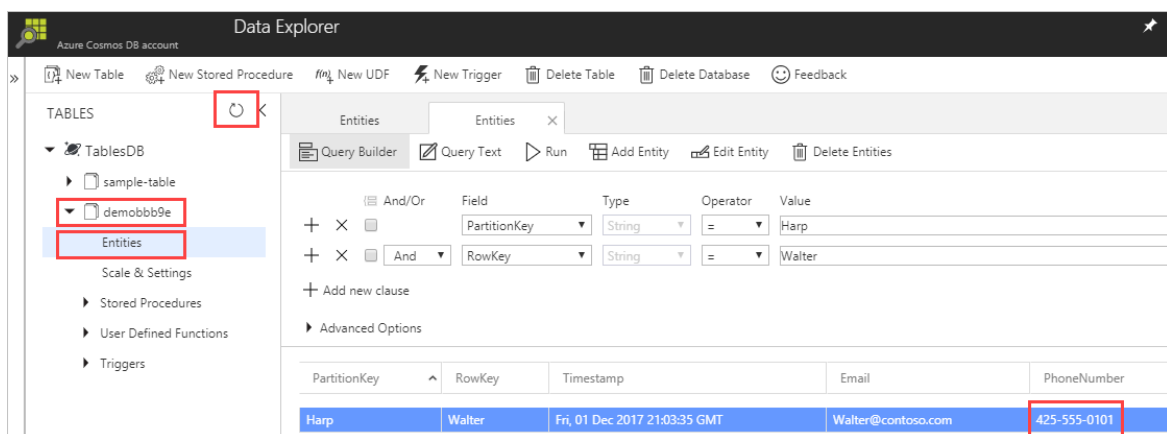 Data Explorer
Azure Cosmos DB account
New Table New Stored Procedure New UDF New Trigger Delete Table Delete Database Feedback
TABLES
Entities Entities
TablesDB
Query Builder Query Text Run Add Entity Edit Entity Delete Entities
sample-table
And/Or Field Type Operator Value
demobbb9e
PartitionKey String = Harp
Entities
And RowKey String = Walter
Scale & Settings
Add new clause
Stored Procedures
Advanced Options
User Defined Functions
Triggers
PartitionKey RowKey Timestamp Email PhoneNumber
Harp Walter Fri, 01 Dec 2017 21:03:35 GMT Walter@contoso.com 425-555-0101